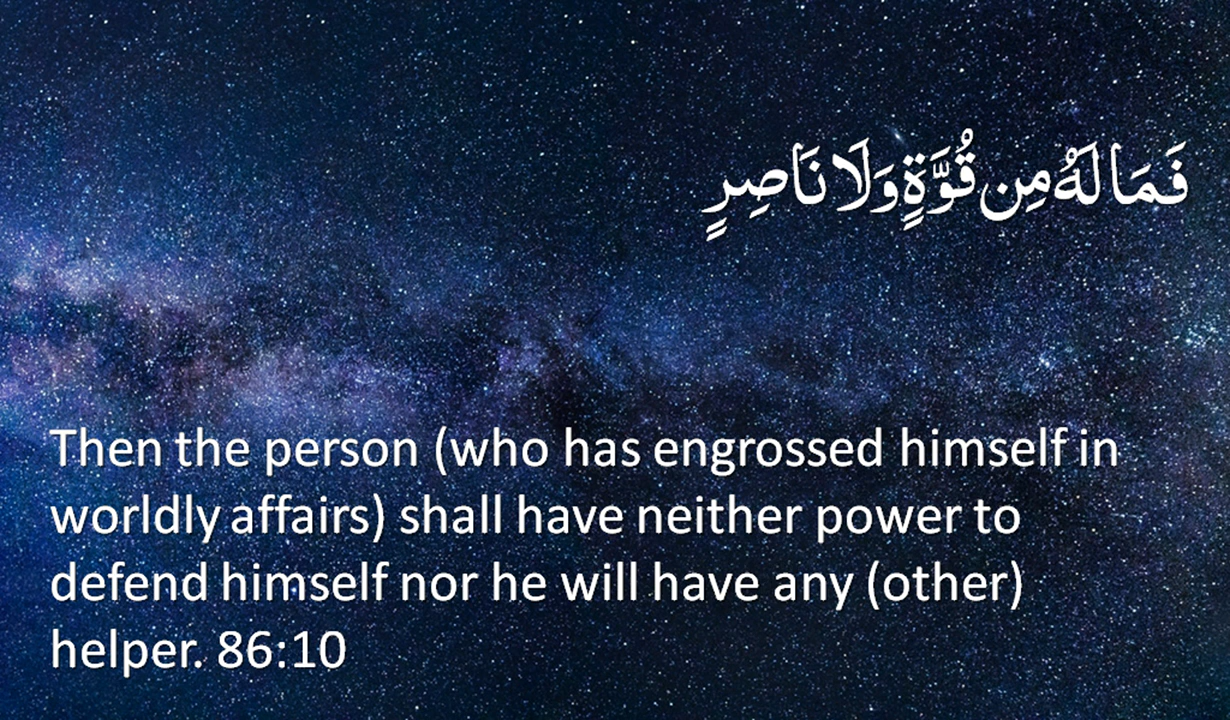 فَمَا لَهُ مِن قُوَّةٍ وَلَا نَاصِرٍ
Then the person (who has engrossed himself in
worldly affairs) shall have neither power to
defend himself nor he will have any (other)
helper. 86:10